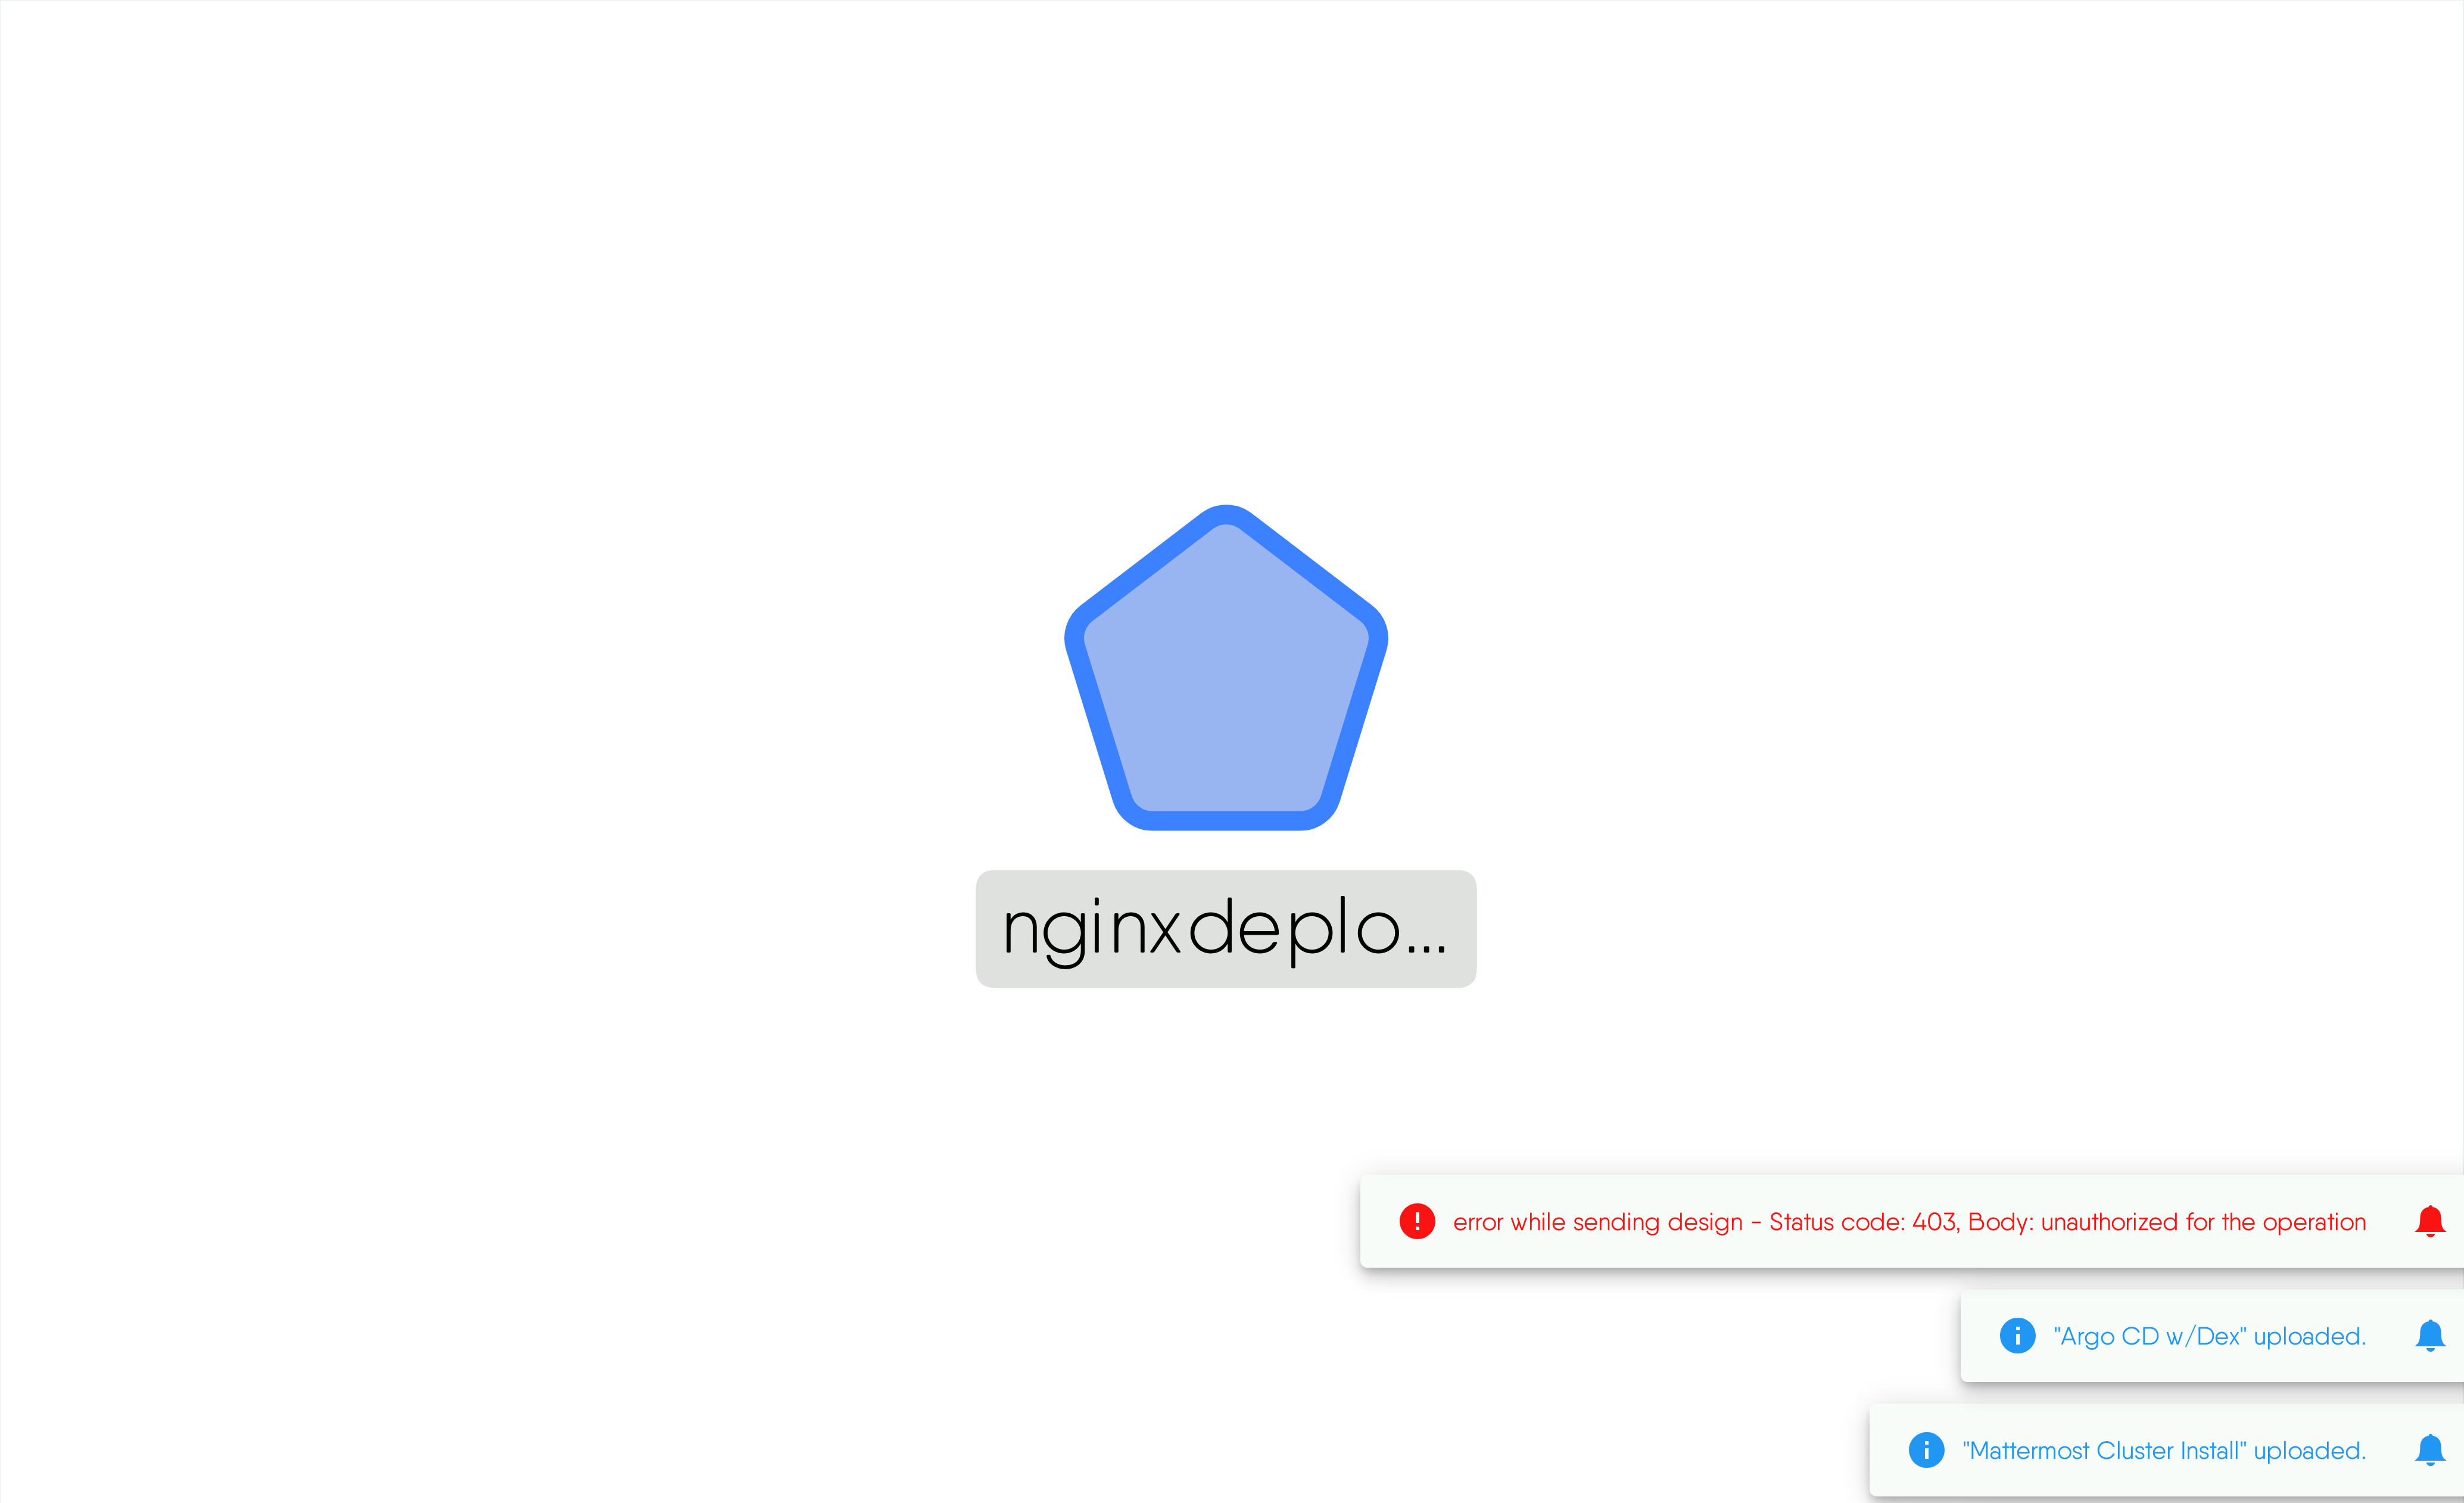 nginxdeplo...
error while sending design - Status code: 403, Body: unauthorized for the operation
"Argo CD w/Dex" uploaded.
"Mattermost Cluster Install" uploaded.